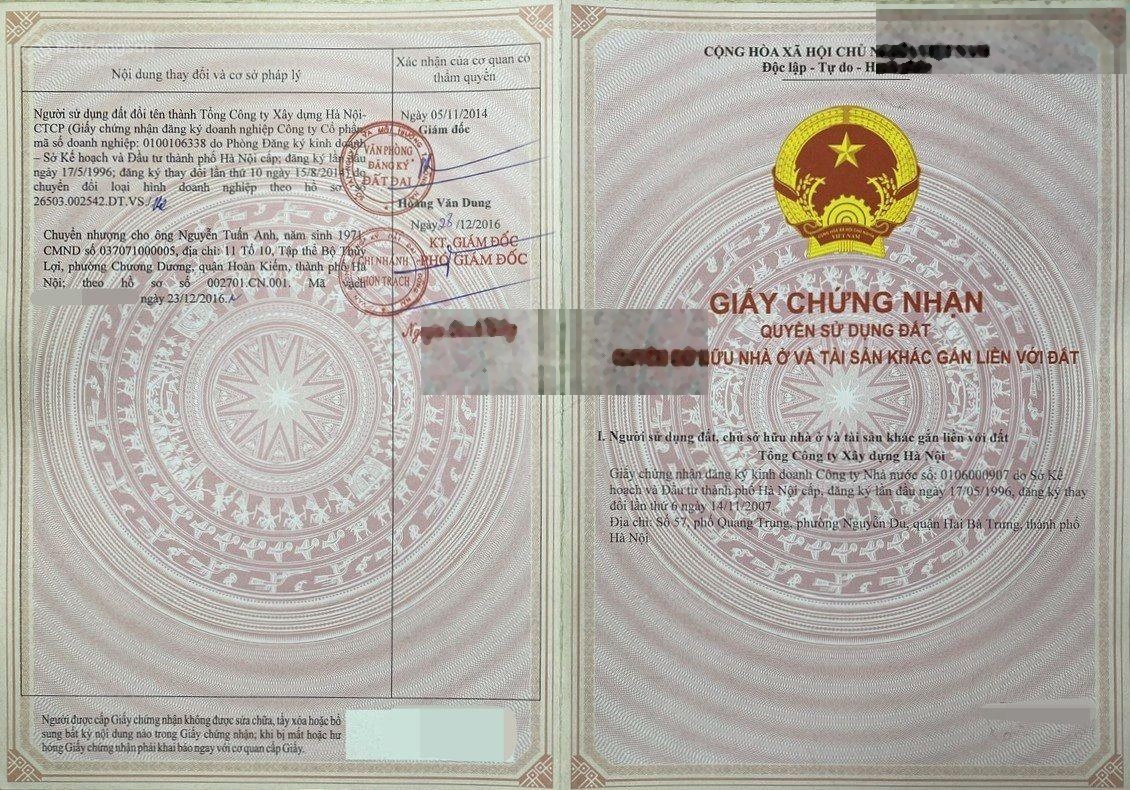 Nội dung thay đổi và cơ sở pháp lý
Xác nhận của cơ quan có
thẩm quyền
Người sử dụng đất đổi tên thành Tổng Công ty Xây dựng Hà Nội-
CTCP (Giấy chứng nhận đăng ký doanh nghiệp Công ty Cổ phần,
mã số doanh nghiệp: 0100106338 do Phòng Đăng ký kinh doanh
– Sở Kế hoạch và Đầu tư thành phố Hà Nội cấp; đăng ký lần đầu
ngày 17/5/1996; đăng ký thay đổi lần thứ 10 ngày 15/8/2014) do
chuyển đổi loại hình doanh nghiệp theo hồ sơ số
26503.002542.DT.VS./.
Ngày 05/11/2014
Giám đốc
VĂN PHÒNG
ĐĂNG KÝ
ĐẤT ĐAI
Hoàng Văn Dung
Chuyển nhượng cho ông Nguyễn Tuấn Anh, năm sinh 1971,
CMND số 037071000005, địa chỉ: 11 Tổ 10, Tập thể Bộ Thủy
Lợi, phường Chương Dương, quận Hoàn Kiếm, thành phố Hà
Nội; theo hồ sơ số 002701.CN.001. Mã vạch
ngày 23/12/2016.
Ngày 23 /12/2016
KT. GIÁM ĐỐC
PHÓ GIÁM ĐỐC
CHI NHÁNH
NHƠN TRẠCH
Người được cấp Giấy chứng nhận không được sửa chữa, tẩy xóa hoặc bổ
sung bất kỳ nội dung nào trong Giấy chứng nhận; khi bị mất hoặc hư
hỏng Giấy chứng nhận phải khai báo ngay với cơ quan cấp Giấy.
CỘNG HÒA XÃ HỘI CHỦ
Độc lập - Tự do -
VIỆT NAM
GIẤY CHỨNG NHẬN
QUYỀN SỬ DỤNG ĐẤT
HỮU NHÀ Ở VÀ TÀI SẢN KHÁC GẮN LIỀN VỚI ĐẤT
I. Người sử dụng đất, chủ sở hữu nhà ở và tài sản khác gắn liền với đất
Tổng Công ty Xây dựng Hà Nội
Giấy chứng nhận đăng ký kinh doanh Công ty Nhà nước số: 0106000907 do Sở Kế
hoạch và Đầu tư thành phố Hà Nội cấp, đăng ký lần đầu ngày 17/05/1996, đăng ký thay
đổi lần thứ 6 ngày 14/11/2007.
Địa chỉ: Số 57, phố Quang Trung, phường Nguyễn Du, quận Hai Bà Trưng, thành phố
Hà Nội